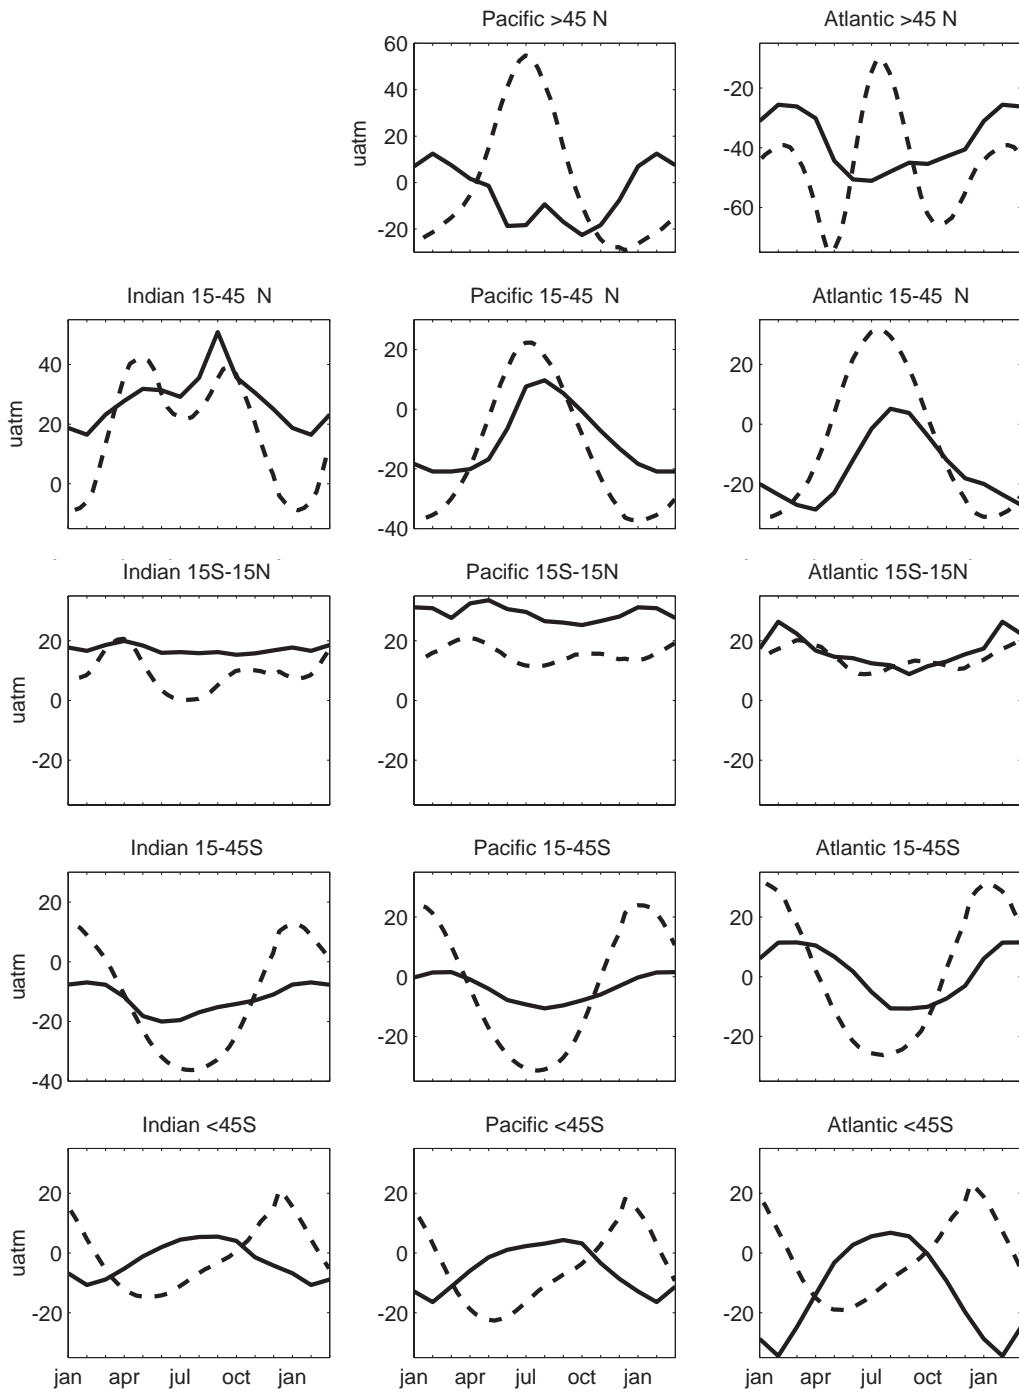 Pacific >45 N
Atlantic >45 N
60
40
20
0
-20
uatm
-20
-40
-60
Indian 15-45 N
Pacific 15-45 N
Atlantic 15-45 N
40
20
0
uatm
20
0
-20
-40
20
0
-20
Indian 15S-15N
Pacific 15S-15N
Atlantic 15S-15N
20
0
-20
uatm
20
0
-20
20
0
-20
Indian 15-45S
Pacific 15-45S
Atlantic 15-45S
20
0
-20
-40
uatm
20
0
-20
20
0
-20
Indian <45S
Pacific <45S
Atlantic <45S
20
0
-20
uatm
20
0
-20
20
0
-20
jan apr jul oct jan
jan apr jul oct jan
jan apr jul oct jan